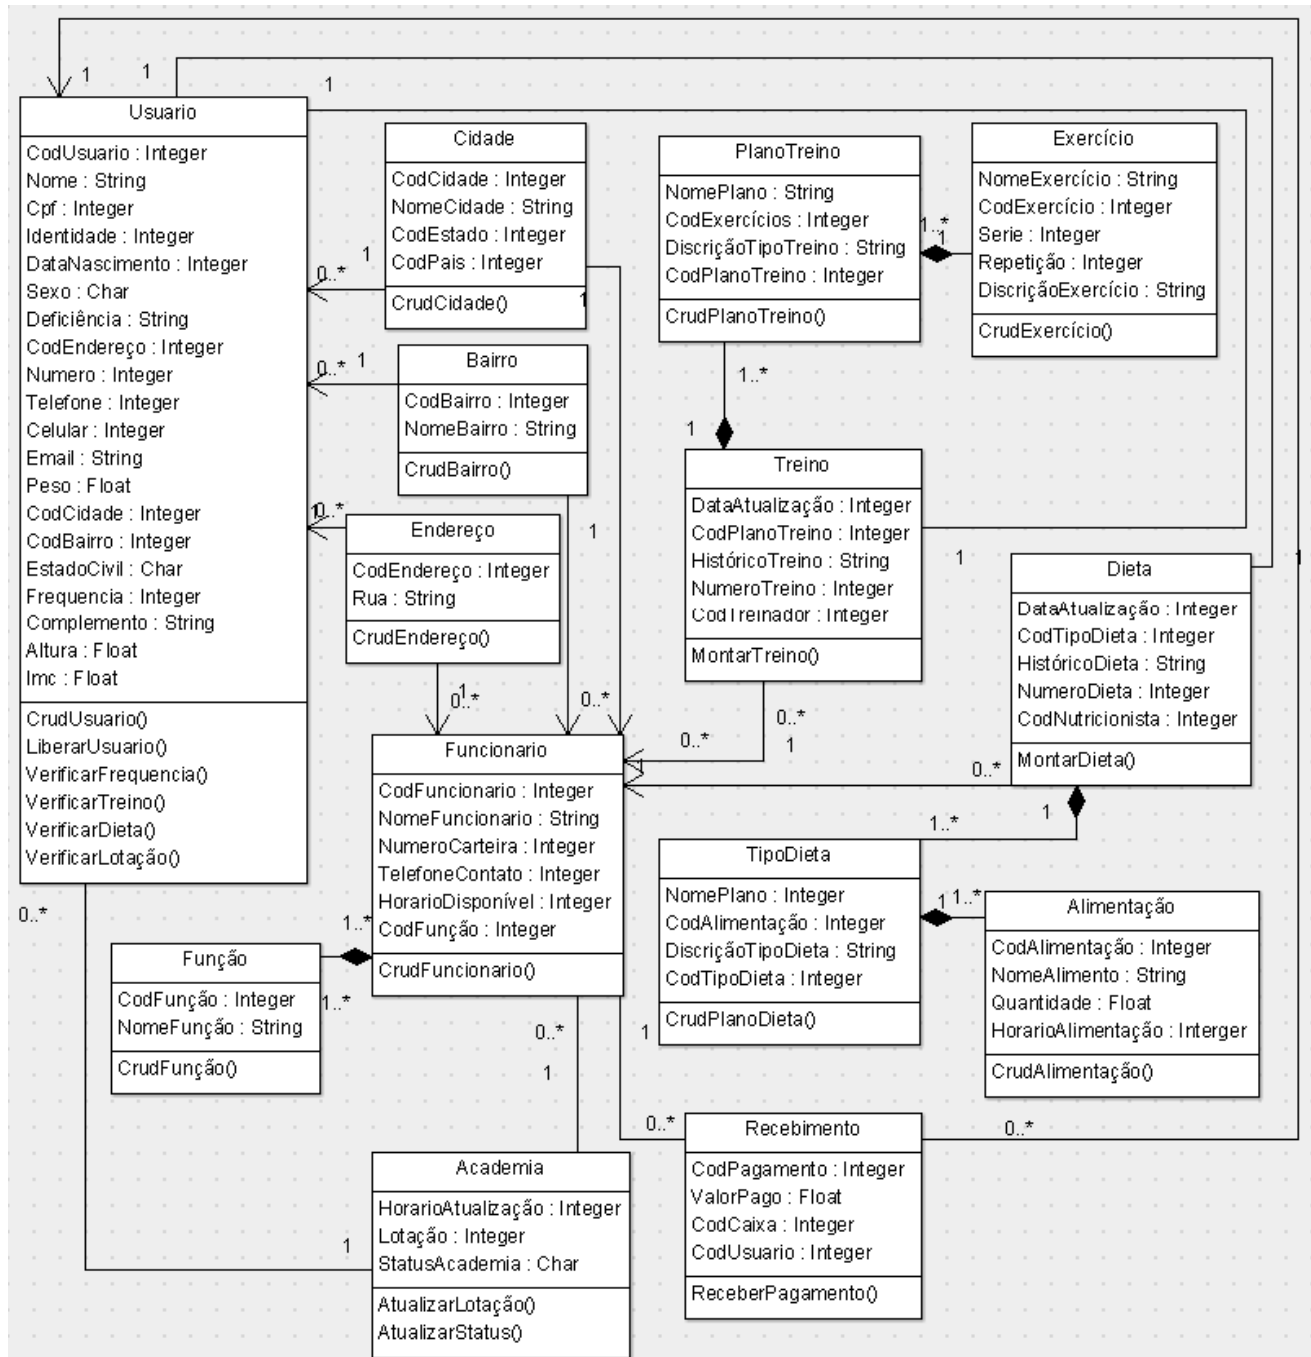 1
1
1
Usuario
CodUsuario : Integer
Nome : String
Cpf : Integer
Identidade : Integer
DataNascimento : Integer
Sexo : Char
Deficiência : String
CodEndereço : Integer
Numero : Integer
Telefone : Integer
Celular : Integer
Email : String
Peso : Float
CodCidade : Integer
CodBairro : Integer
EstadoCivil : Char
Frequencia : Integer
Complemento : String
Altura : Float
Imc : Float
CrudUsuario()
LiberarUsuario()
VerificarFrequencia()
VerificarTreino()
VerificarDieta()
VerificarLotação()
Cidade
CodCidade : Integer
NomeCidade : String
CodEstado : Integer
CodPais : Integer
CrudCidade()
1
0..*
1
PlanoTreino
NomePlano : String
CodExercícios : Integer
DiscriçãoTipoTreino : String
CodPlanoTreino : Integer
CrudPlanoTreino()
1..*
1
Exercício
NomeExercício : String
CodExercício : Integer
Serie : Integer
Repetição : Integer
DiscriçãoExercício : String
CrudExercício()
Bairro
CodBairro : Integer
NomeBairro : String
CrudBairro()
0..*
1
1
1..*
1
Treino
DataAtualização : Integer
CodPlanoTreino : Integer
HistóricoTreino : String
NumeroTreino : Integer
CodTreinador : Integer
MontarTreino()
1
Endereço
CodEndereço : Integer
Rua : String
CrudEndereço()
1
0..*
1
0..*
0..*
Dieta
DataAtualização : Integer
CodTipoDieta : Integer
HistóricoDieta : String
NumeroDieta : Integer
CodNutricionista : Integer
MontarDieta()
1
0..*
0..*
1
1
0..*
1
1..*
Funcionario
CodFuncionario : Integer
NomeFuncionario : String
NumeroCarteira : Integer
TelefoneContato : Integer
HorarioDisponível : Integer
CodFunção : Integer
CrudFuncionario()
TipoDieta
NomePlano : Integer
CodAlimentação : Integer
DiscriçãoTipoDieta : String
CodTipoDieta : Integer
CrudPlanoDieta()
1
1..*
Alimentação
CodAlimentação : Integer
NomeAlimento : String
Quantidade : Float
HorarioAlimentação : Interger
CrudAlimentação()
0..*
1..*
1..*
Função
CodFunção : Integer
NomeFunção : String
CrudFunção()
0..*
1
1
0..*
0..*
Recebimento
CodPagamento : Integer
ValorPago : Float
CodCaixa : Integer
CodUsuario : Integer
ReceberPagamento()
1
Academia
HorarioAtualização : Integer
Lotação : Integer
StatusAcademia : Char
AtualizarLotação()
AtualizarStatus()